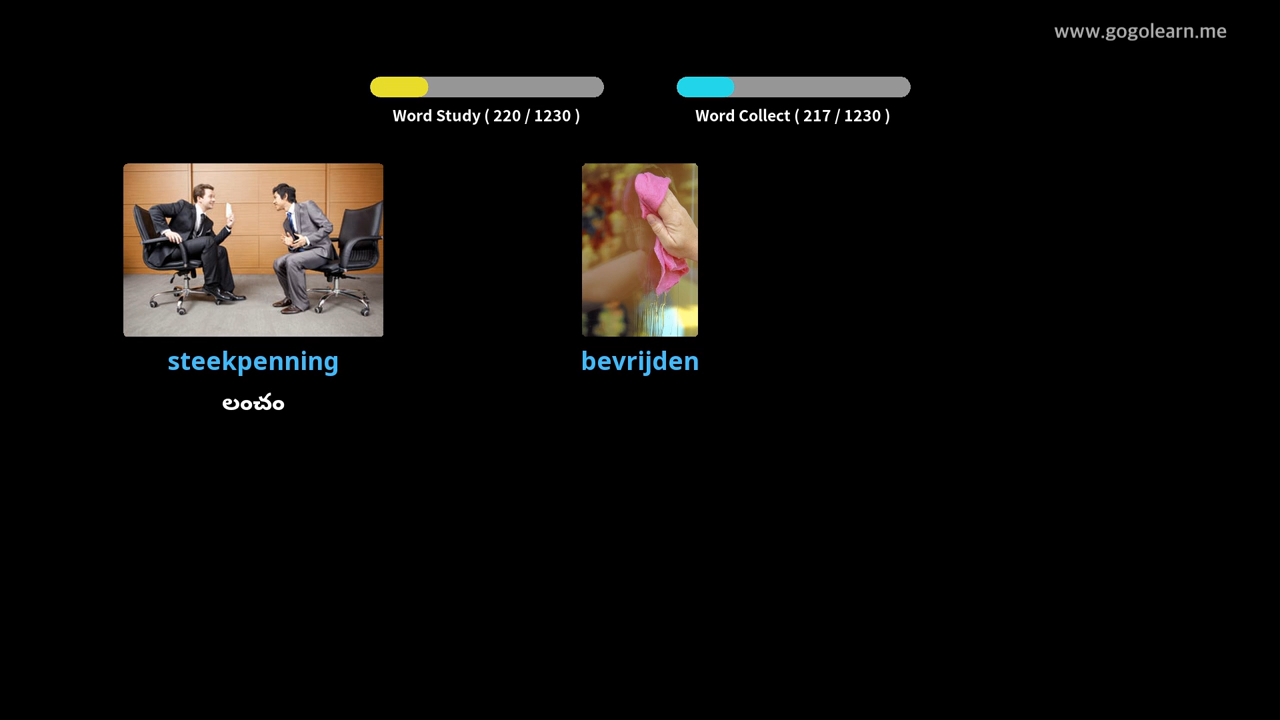 www.gogolearn.me
Word Study ( 220 / 1230 )
Word Collect ( 217 / 1230 )
steekpenning
bevrijden
లంచం